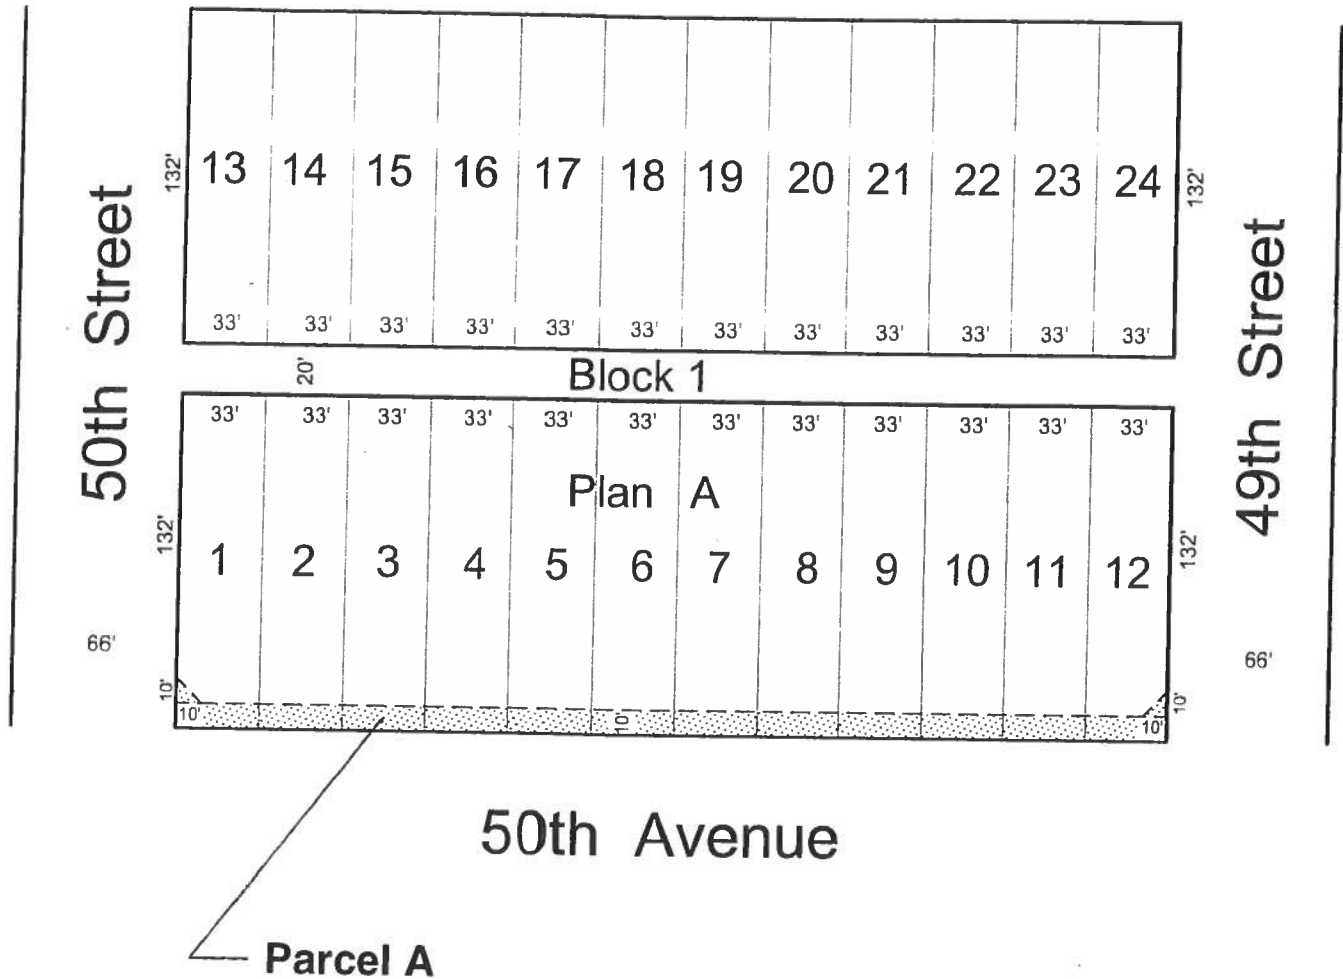 13 14 15 16 17 18 19 20 21 22 23 24
132'
132'
50th Street
49th Street
33' 33' 33' 33' 33' 33' 33' 33' 33' 33' 33' 33'
20'
Block 1
33' 33' 33' 33' 33' 33' 33' 33' 33' 33' 33' 33'
Plan A
132'
132'
1 2 3 4 5 6 7 8 9 10 11 12
66'
66'
10'
10'
10'
10'
10'
50th Avenue
Parcel A